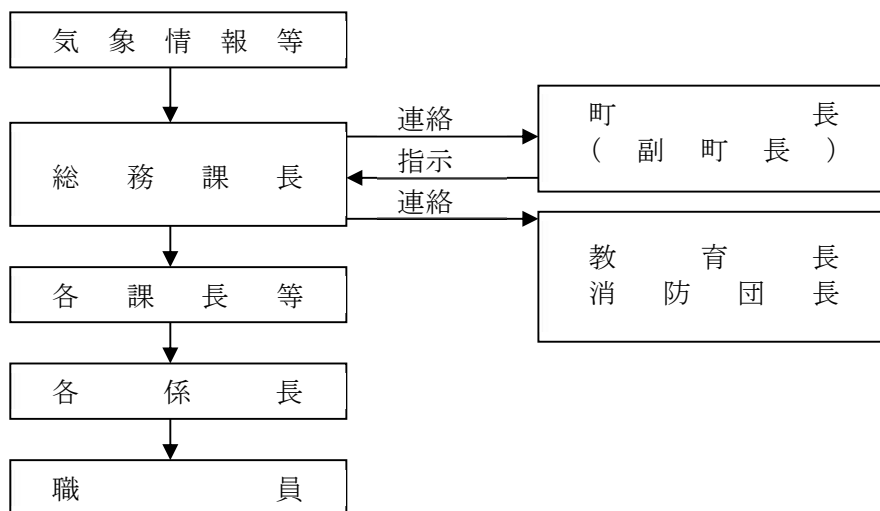 気象情報等
総務課長
連絡
指示
連絡
町長
（副町長）
教育長
消防団長
各課長等
各係長
職員